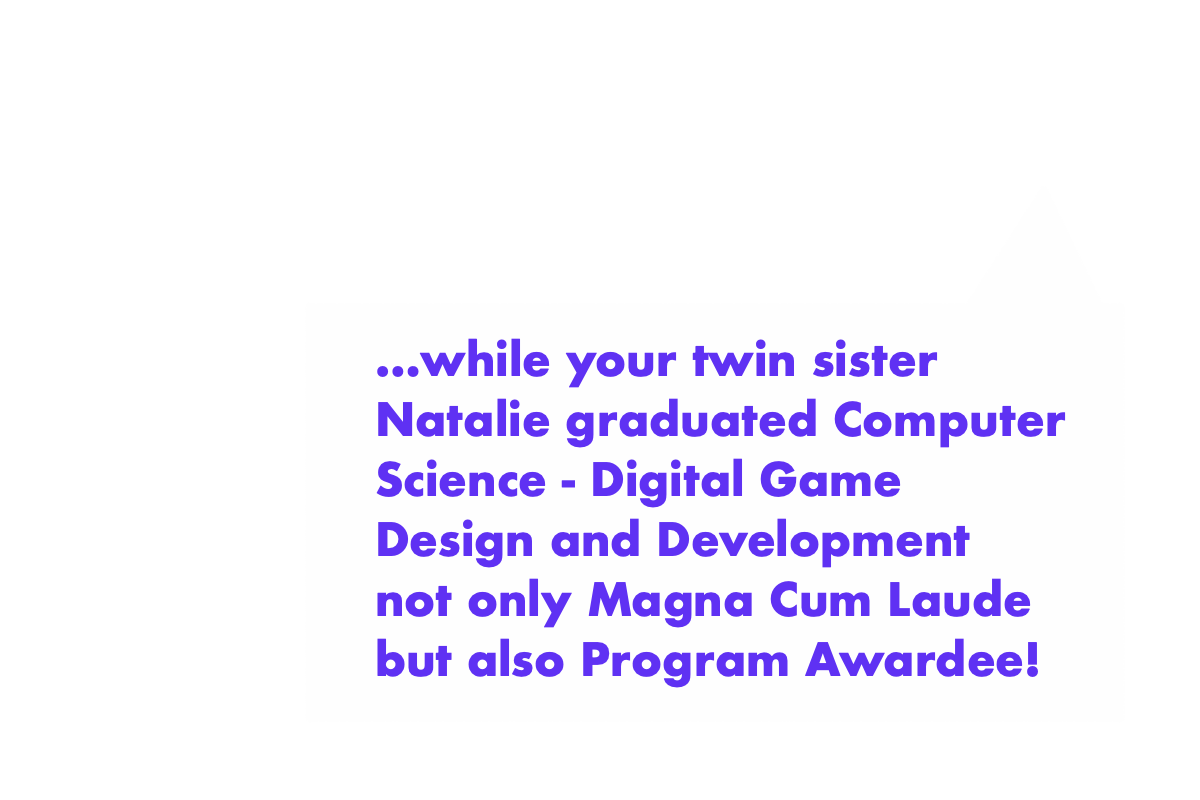 ...while your twin sister
Natalie graduated Computer
Science - Digital Game
Design and Development
not only Magna Cum Laude
but also Program Awardee!